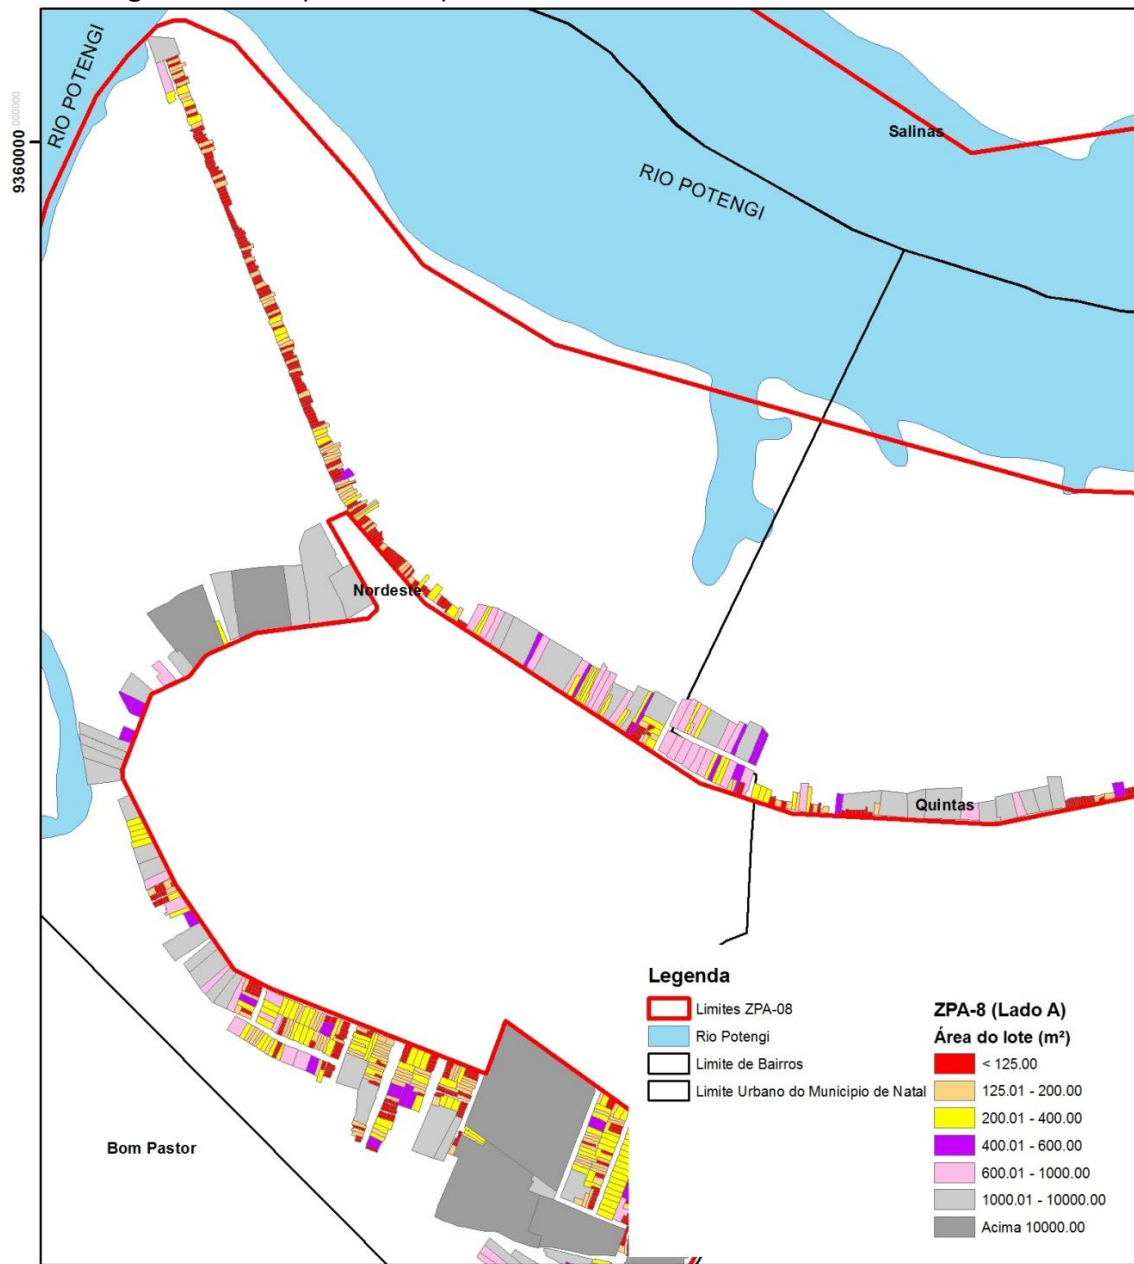 RIO POTENGI
9360000
000000
Salinas
RIO POTENGI
Nordeste
Quintas
Bom Pastor
Legenda
Limites ZPA-08
Rio Potengi
Limite de Bairros
Limite Urbano do Municipio de Natal
ZPA-8 (Lado A)
Área do lote (m²)
< 125.00
125.01 - 200.00
200.01 - 400.00
400.01 - 600.00
600.01 - 1000.00
1000.01 - 10000.00
Acima 10000.00